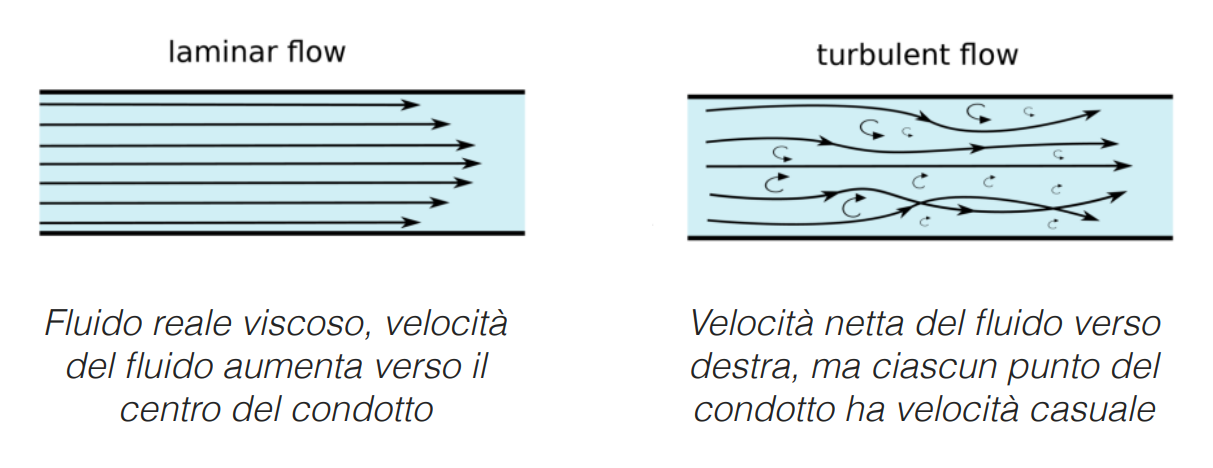 laminar flow
Fluido reale viscoso, velocità
del fluido aumenta verso il
centro del condotto
turbulent flow
Velocità netta del fluido verso
destra, ma ciascun punto del
condotto ha velocità casuale